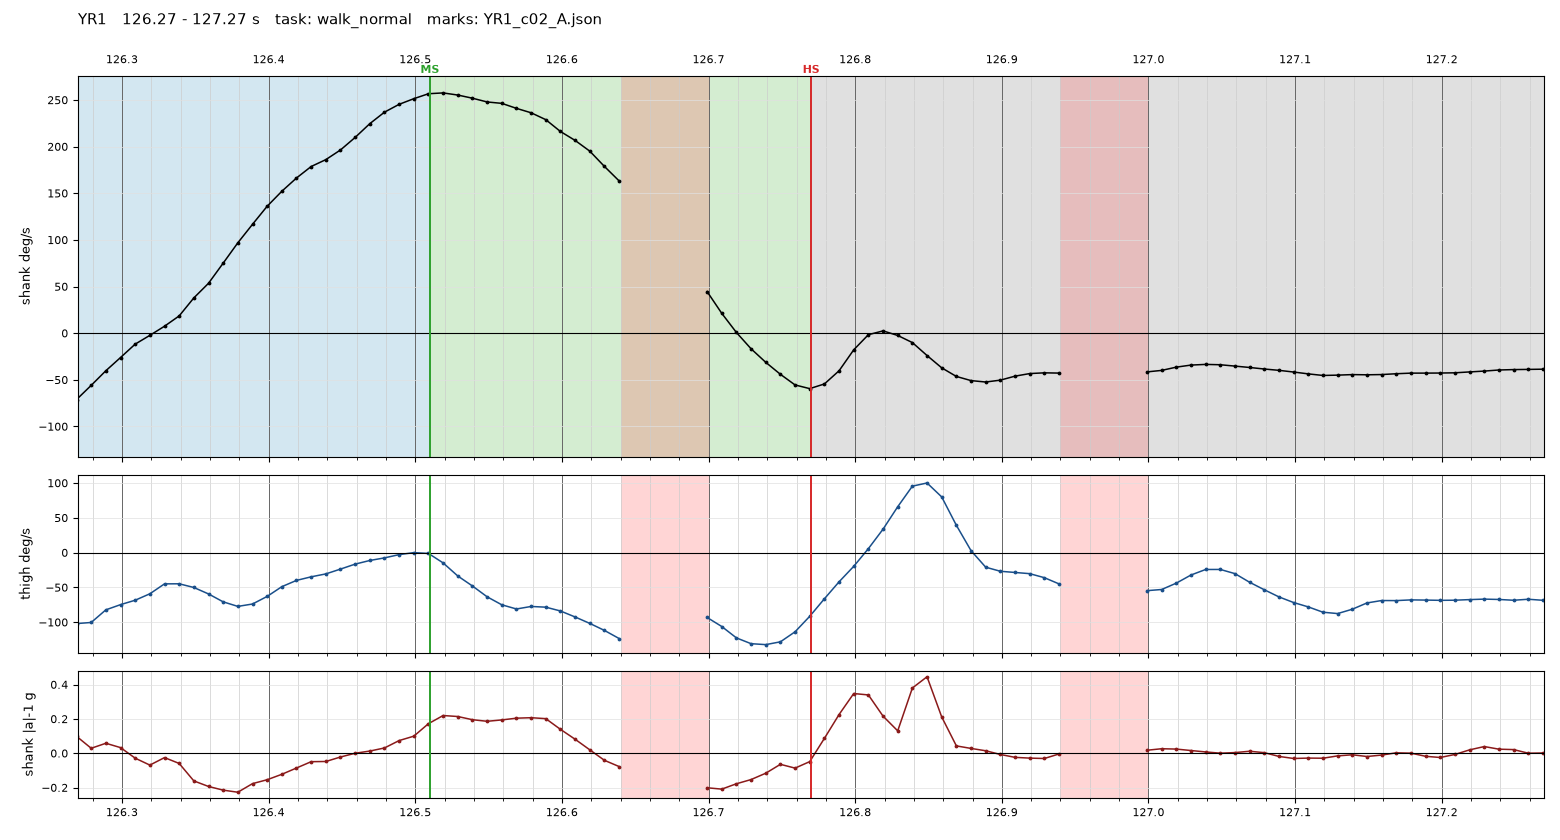 YR1   126.27 - 127.27 s   task: walk_normal   marks: YR1_c02_A.json
126.3 126.4 126.5 126.6 126.7 126.8 126.9 127.0 127.1 127.2
MS HS
shank deg/s
250
200
150
100
50
0
−50
−100
thigh deg/s
100
50
0
−50
−100
shank |a|-1 g
0.4
0.2
0.0
−0.2
126.3 126.4 126.5 126.6 126.7 126.8 126.9 127.0 127.1 127.2